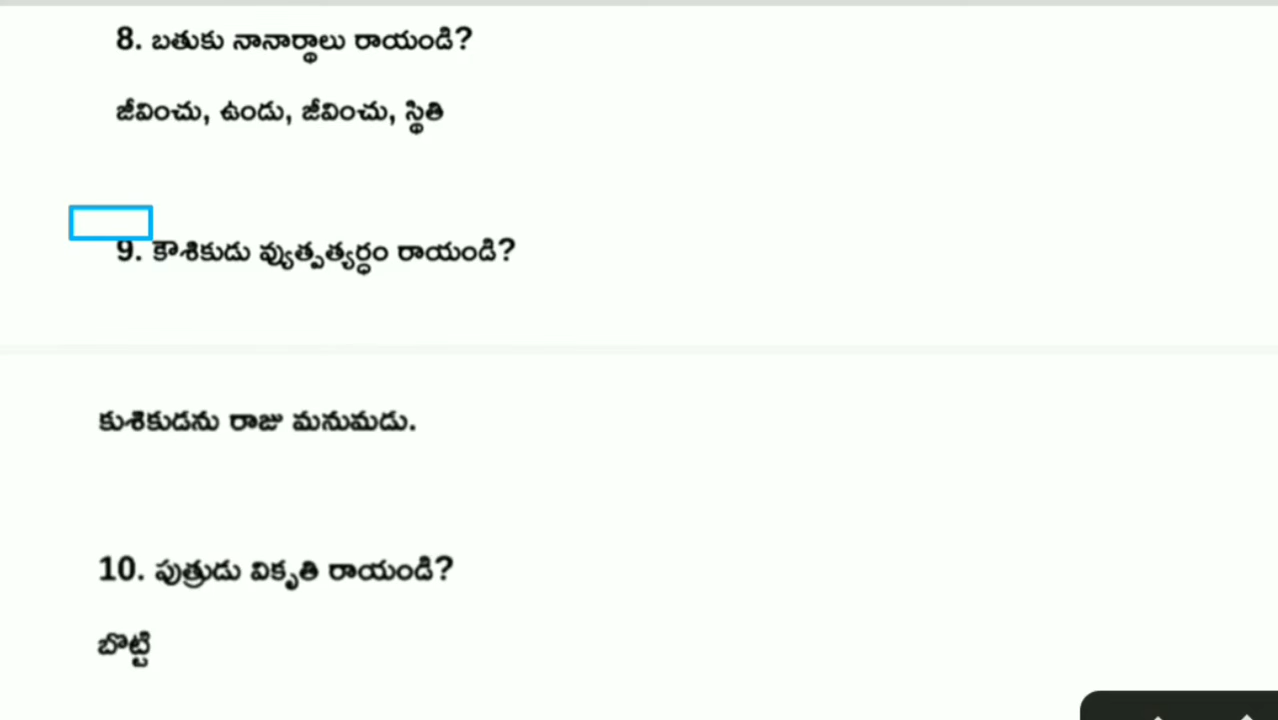 8. బతుకు నానార్థాలు రాయండి?
జీవించు, ఉండు, జీవించు, స్థితి
9. కౌశికుడు వ్యుత్పత్యర్ధం రాయండి?
కుశికుడను రాజు మనుమడు.
10. పుత్రుడు వికృతి రాయండి?
బొట్టి